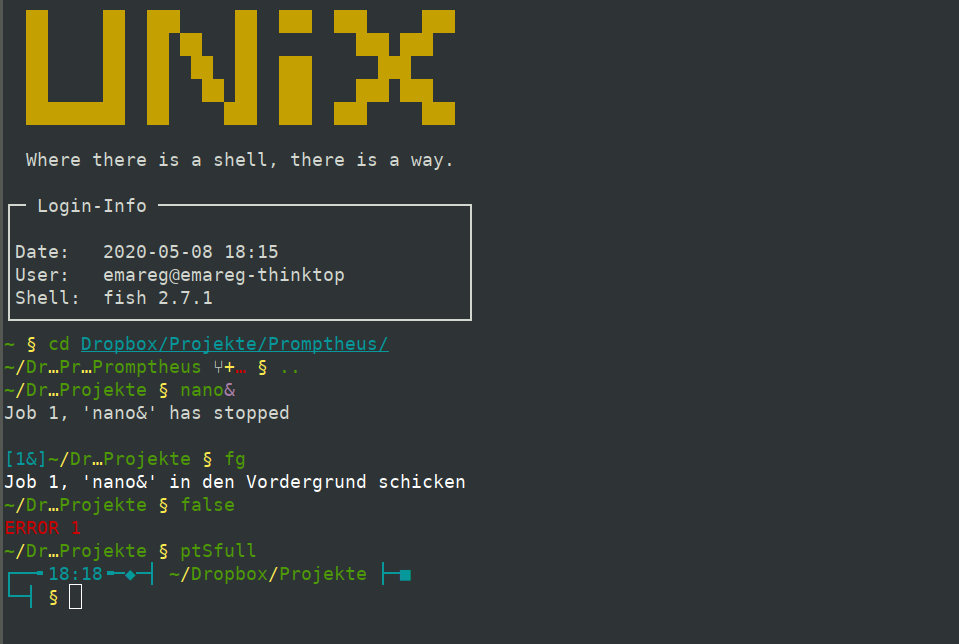 UNiX
Where there is a shell, there is a way.
Login-Info
Date:   2020-05-08 18:15
User:   emareg@emareg-thinktop
Shell:  fish 2.7.1
~ § cd Dropbox/Projekte/Promptheus/
~/Dr…Pr…Promptheus ⑂+… § ..
~/Dr…Projekte § nano&
Job 1, 'nano&' has stopped
[1&]~/Dr…Projekte § fg
Job 1, 'nano&' in den Vordergrund schicken
~/Dr…Projekte § false
ERROR 1
~/Dr…Projekte § ptSfull
┌──╸18:18╺─◆─┤ ~/Dropbox/Projekte ├─■
└─┤ §